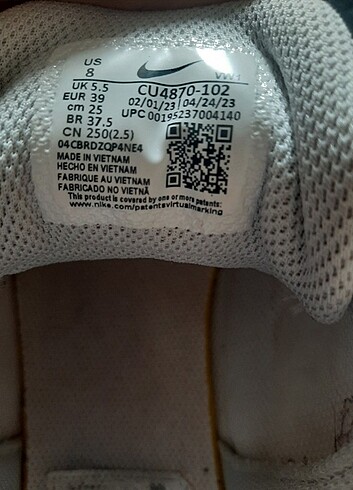 US
8
UK 5.5
EUR 39
cm 25
BR 37.5
CN 250(2.5)
VW1
CU4870-102
02/01/23 04/24/23
UPC 00195237004140
04CBRDZQP4NE4
MADE IN VIETNAM
HECHO EN VIETNAM
FABRIQUE AU VIETNAM
FABRICADO NO VIETNÃ
This product is covered by one or more patents:
www.nike.com/patentsvirtualmarking